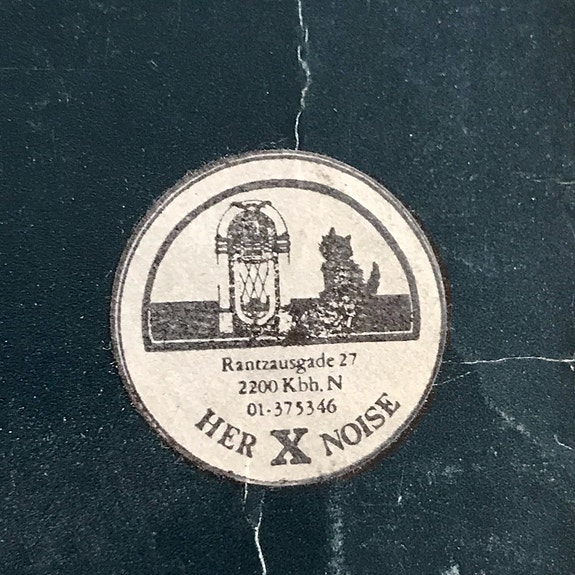 Rantzausgade 27
2200 Kbh. N
01-375346
HER X NOISE